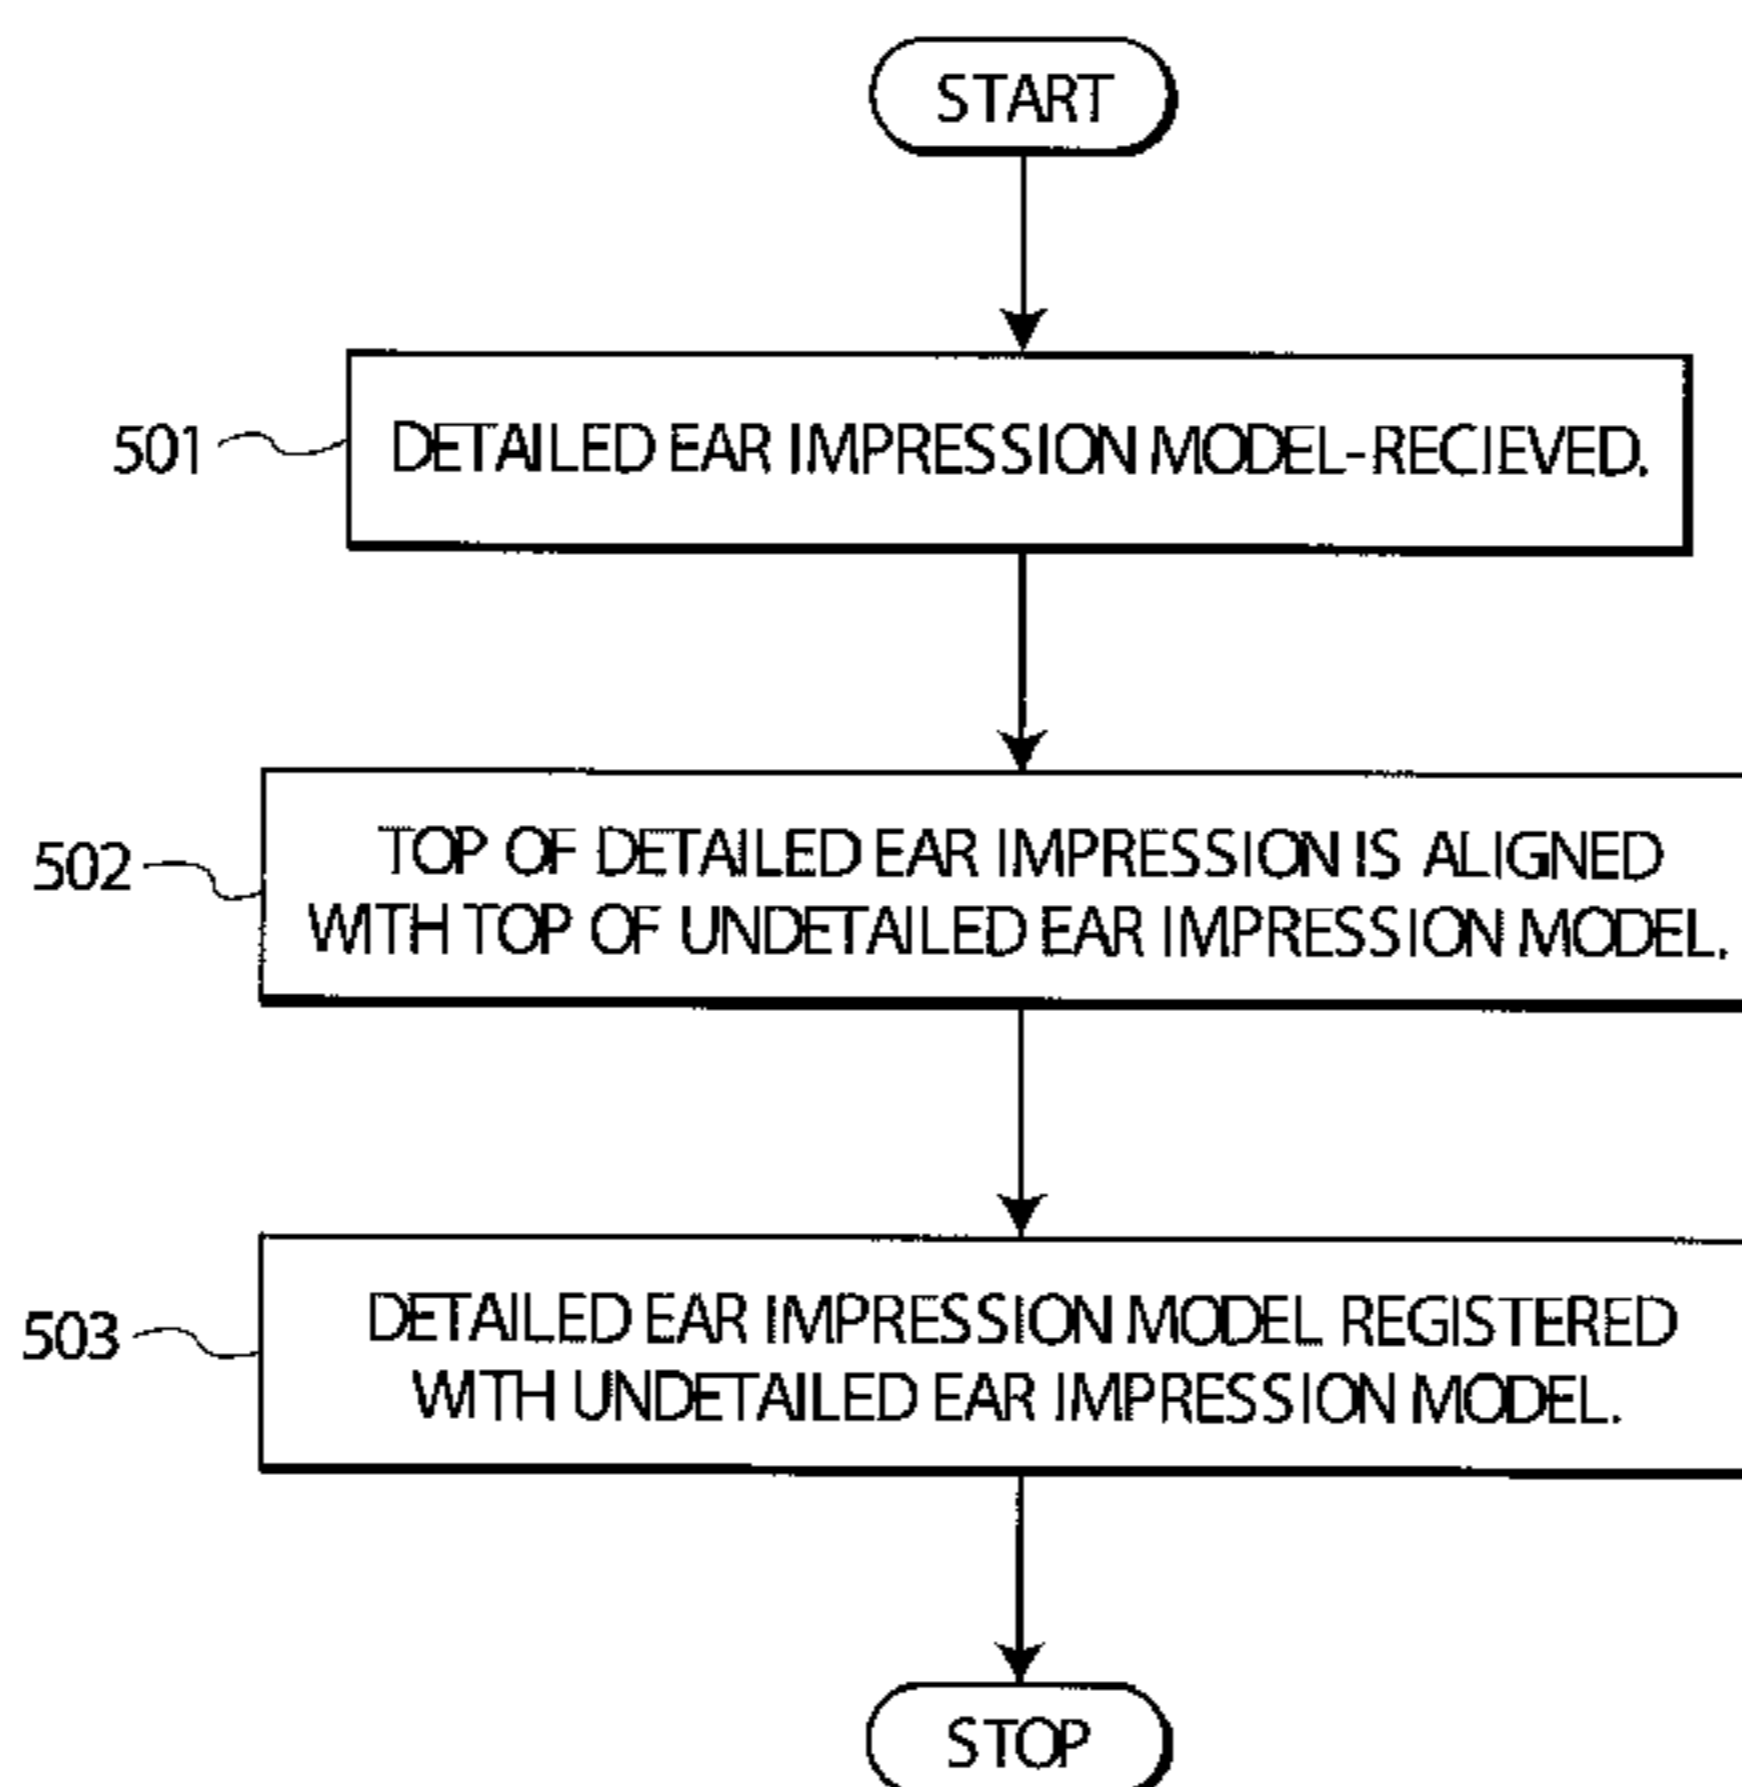 START
501
DETAILED EAR IMPRESSION MODEL-RECIEVED.
502
TOP OF DETAILED EAR IMPRESSION IS ALIGNED
WITH TOP OF UNDETAILED EAR IMPRESSION MODEL.
503
DETAILED EAR IMPRESSION MODEL REGISTERED
WITH UNDETAILED EAR IMPRESSION MODEL.
STOP